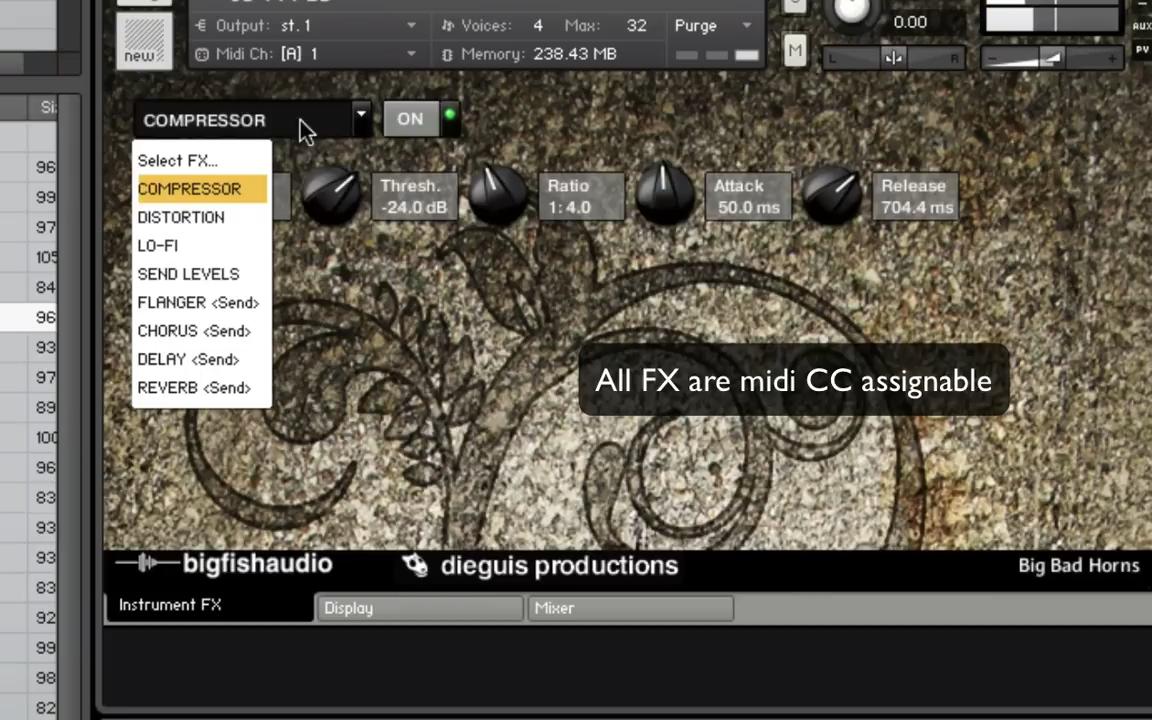 Output: st. 1
Voices: 4 Max: 32
Purge
new
Midi Ch: [A] 1
Memory: 238.43 MB
M
0.00
L R
- +
AUX
PV
COMPRESSOR
ON
Select FX...
COMPRESSOR
DISTORTION
LO-FI
SEND LEVELS
FLANGER <Send>
CHORUS <Send>
DELAY <Send>
REVERB <Send>
Thresh.
-24.0 dB
Ratio
1: 4.0
Attack
50.0 ms
Release
704.4 ms
All FX are midi CC assignable
96
99
97
105
84
96
93
97
89
100
96
83
93
93
83
92
99
98
82
bigfishaudio
dieguis productions
Big Bad Horns
Instrument FX
Display
Mixer